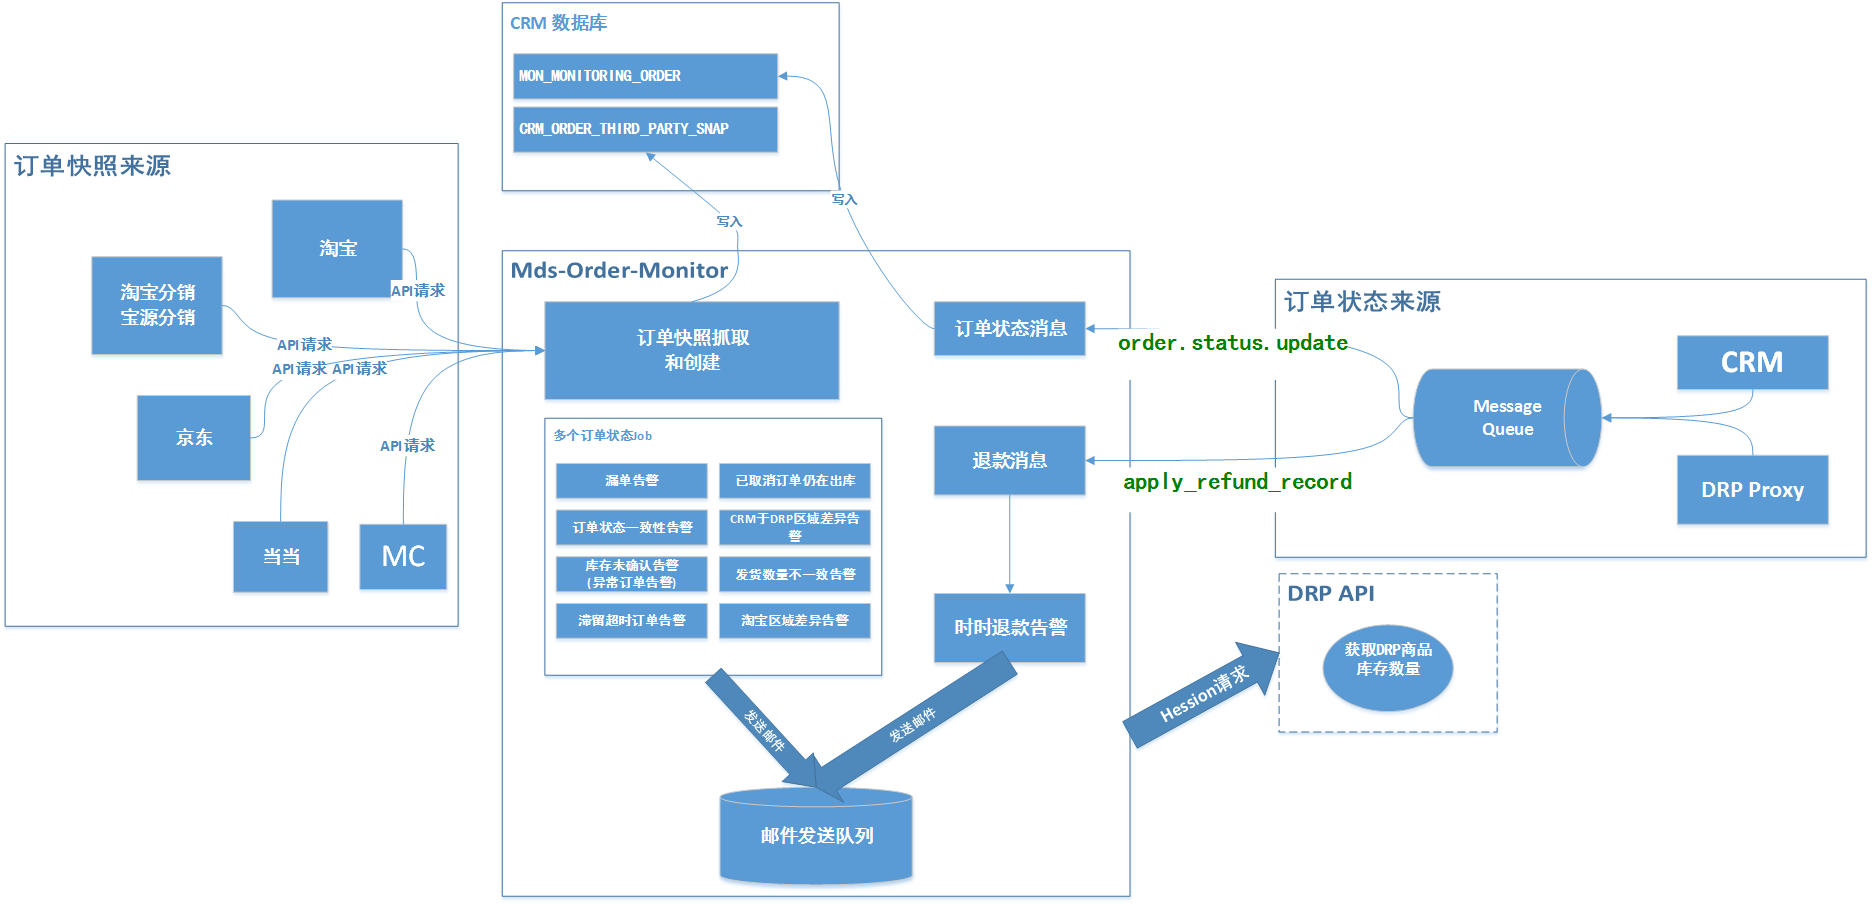 CRM 数据库
MON_MONITORING_ORDER
CRM_ORDER_THIRD_PARTY_SNAP
写入
写入
订单快照来源
淘宝
淘宝分销
宝源分销
京东
当当
MC
API请求
API请求
API请求
API请求
API请求
Mds-Order-Monitor
订单快照抓取
和创建
订单状态消息
退款消息
时时退款告警
多个订单状态Job
漏单告警
已取消订单仍在出库
订单状态一致性告警
CRM于DRP区域差异告
警
库存未确认告警
(异常订单告警)
发货数量不一致告警
滞留超时订单告警
淘宝区域差异告警
发送邮件
发送邮件
邮件发送队列
订单状态来源
order.status.update
apply_refund_record
Message
Queue
CRM
DRP Proxy
Hession请求
DRP API
获取DRP商品
库存数量